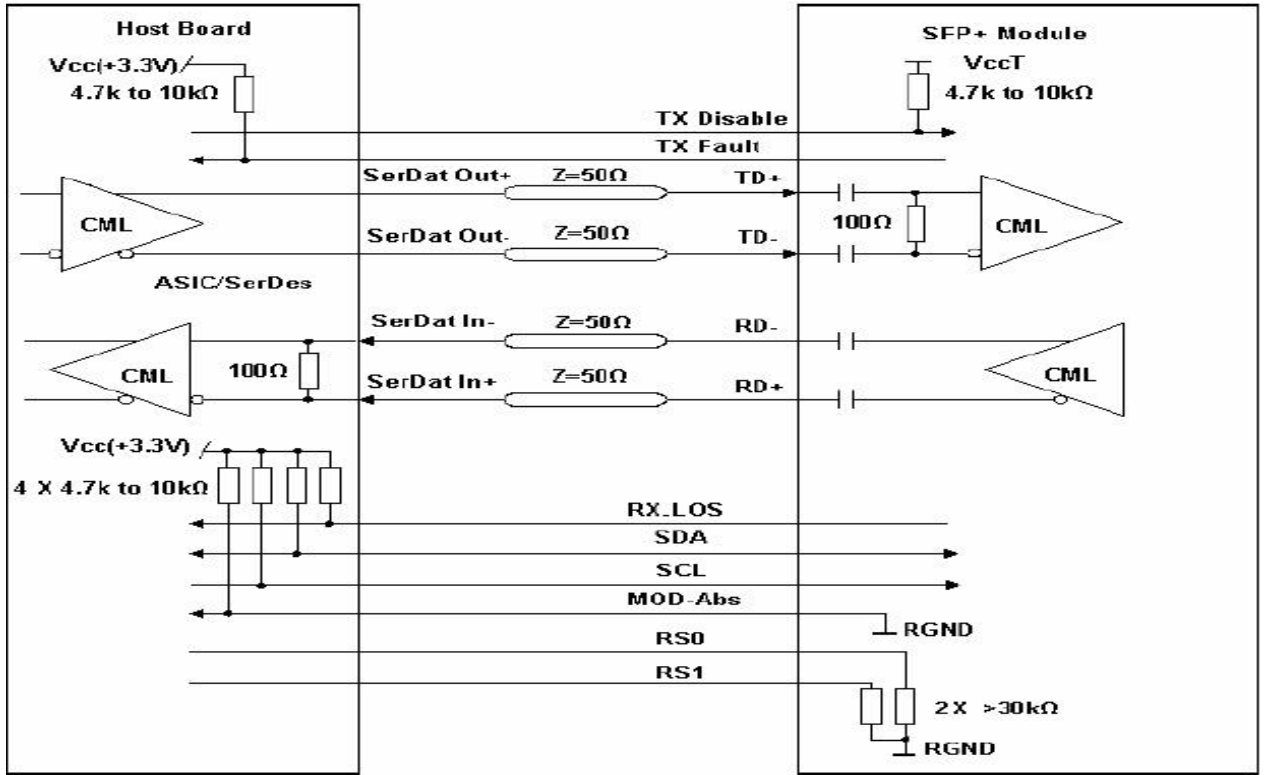 Host Board
SFP+ Module
Vcc(+3.3V)
4.7k to 10kΩ
VccT
4.7k to 10kΩ
TX Disable
TX Fault
SerDat Out+
Z=50Ω
TD+
CML
100Ω
CML
SerDat Out-
Z=50Ω
TD-
ASIC/SerDes
SerDat In-
Z=50Ω
RD-
CML
100Ω
SerDat In+
Z=50Ω
RD+
CML
Vcc(+3.3V)
4 X 4.7k to 10kΩ
RX_LOS
SDA
SCL
MOD-Abs
RGND
RS0
RS1
2X >30kΩ
RGND